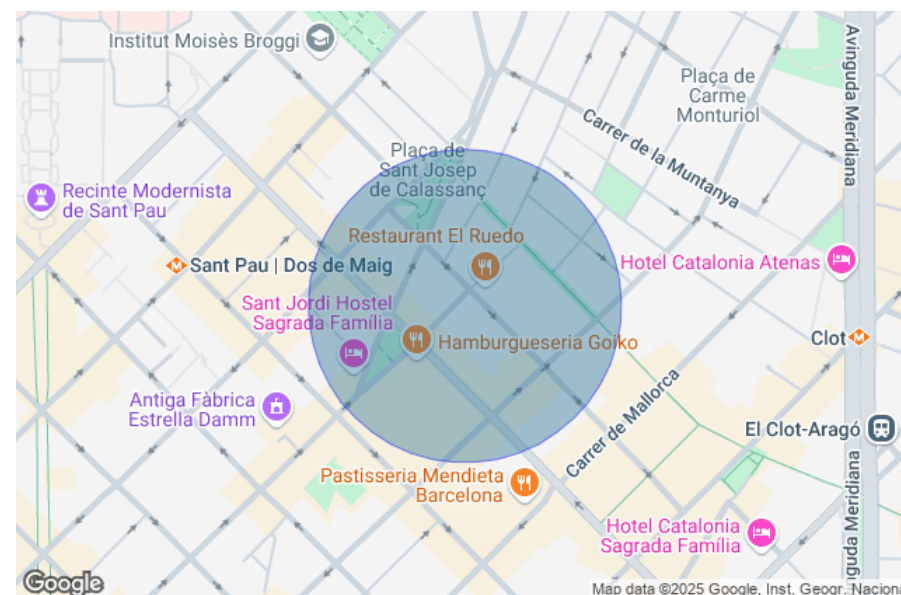 Institut Moisès Broggi
Avinguda Meridiana
Plaça de
Carme
Monturiol
Carrer de la Muntanya
Plaça de
Sant Josep
de Calassanç
Recinte Modernista
de Sant Pau
Restaurant El Ruedo
Sant Pau | Dos de Maig
Hotel Catalonia Atenas
Sant Jordi Hostel
Sagrada Família
Hamburgueseria Goiko
Clot
Carrer de Mallorca
Antiga Fàbrica
Estrella Damm
El Clot-Aragó
Pastisseria Mendieta
Barcelona
Hotel Catalonia
Sagrada Família
nguda Meridiana
Google
Map data ©2025 Google, Inst. Geogr. Naciona